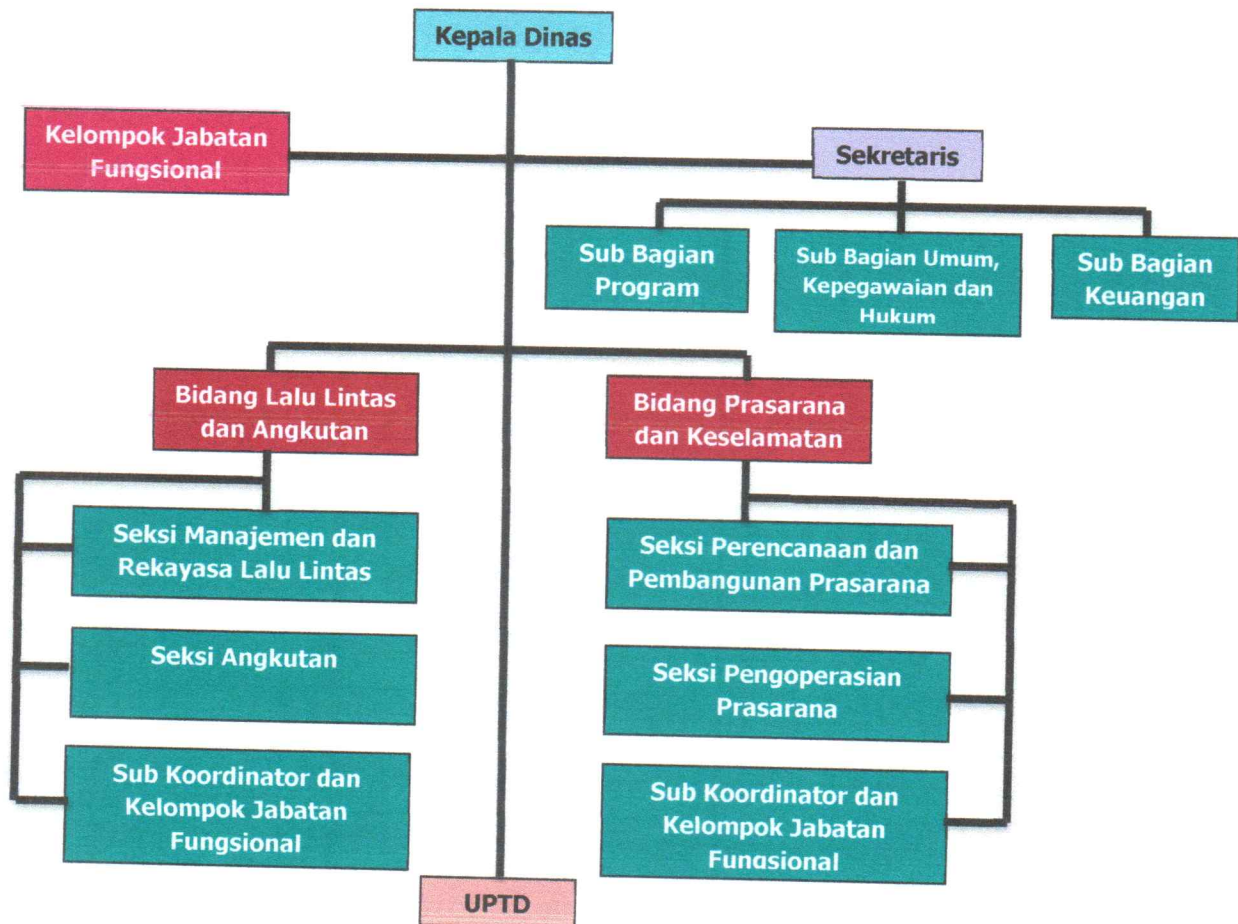 Kepala Dinas
Kelompok Jabatan
Fungsional
Sekretaris
Sub Bagian
Program
Sub Bagian Umum,
Kepegawaian dan
Hukum
Sub Bagian
Keuangan
Bidang Lalu Lintas
dan Angkutan
Bidang Prasarana
dan Keselamatan
Seksi Manajemen dan
Rekayasa Lalu Lintas
Seksi Angkutan
Sub Koordinator dan
Kelompok Jabatan
Fungsional
Seksi Perencanaan dan
Pembangunan Prasarana
Seksi Pengoperasian
Prasarana
Sub Koordinator dan
Kelompok Jabatan
Fungsional
UPTD